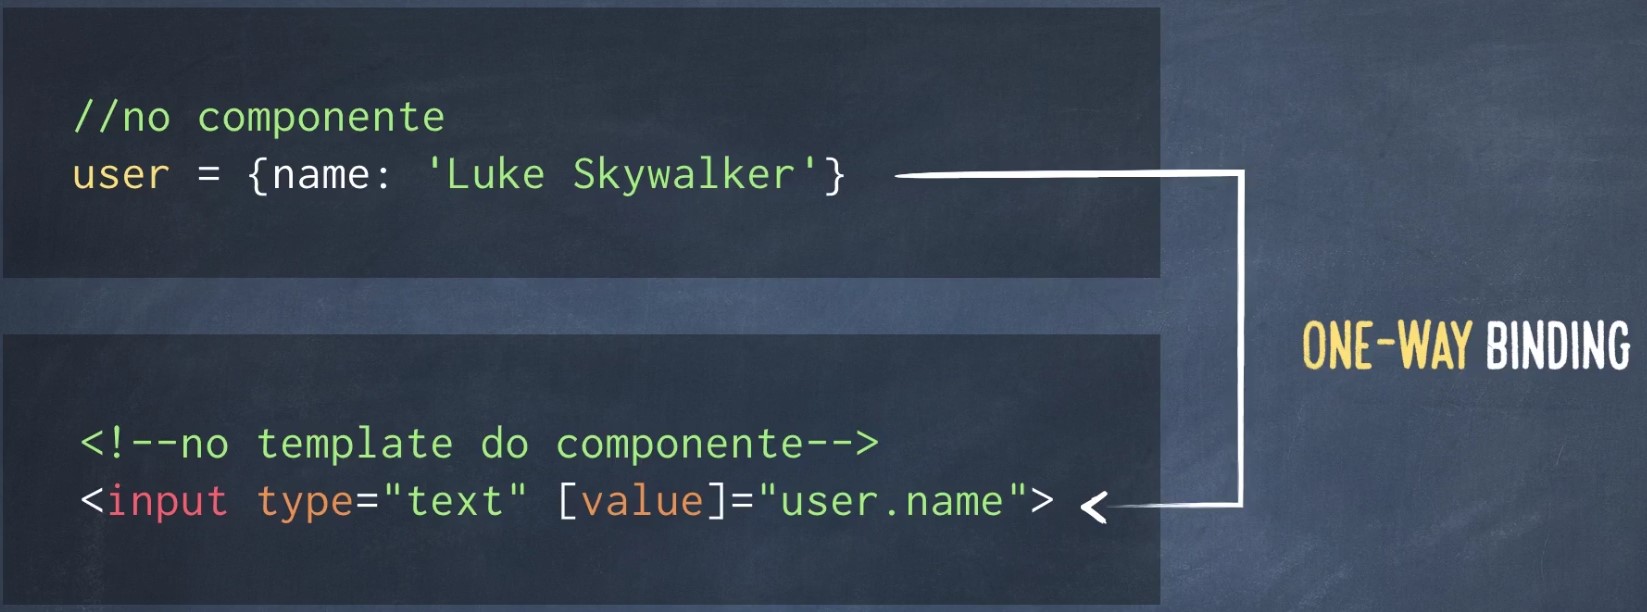 //no componente
user = {name: 'Luke Skywalker'}
ONE-WAY BINDING
<!--no template do componente-->
<input type="text" [value]="user.name">